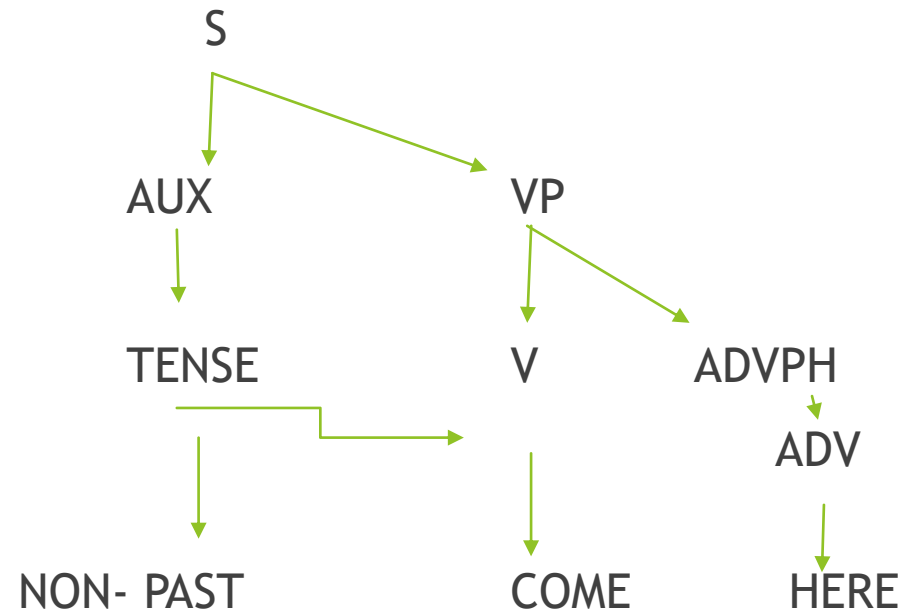 S
AUX VP
TENSE V ADVPH
ADV
NON- PAST COME HERE